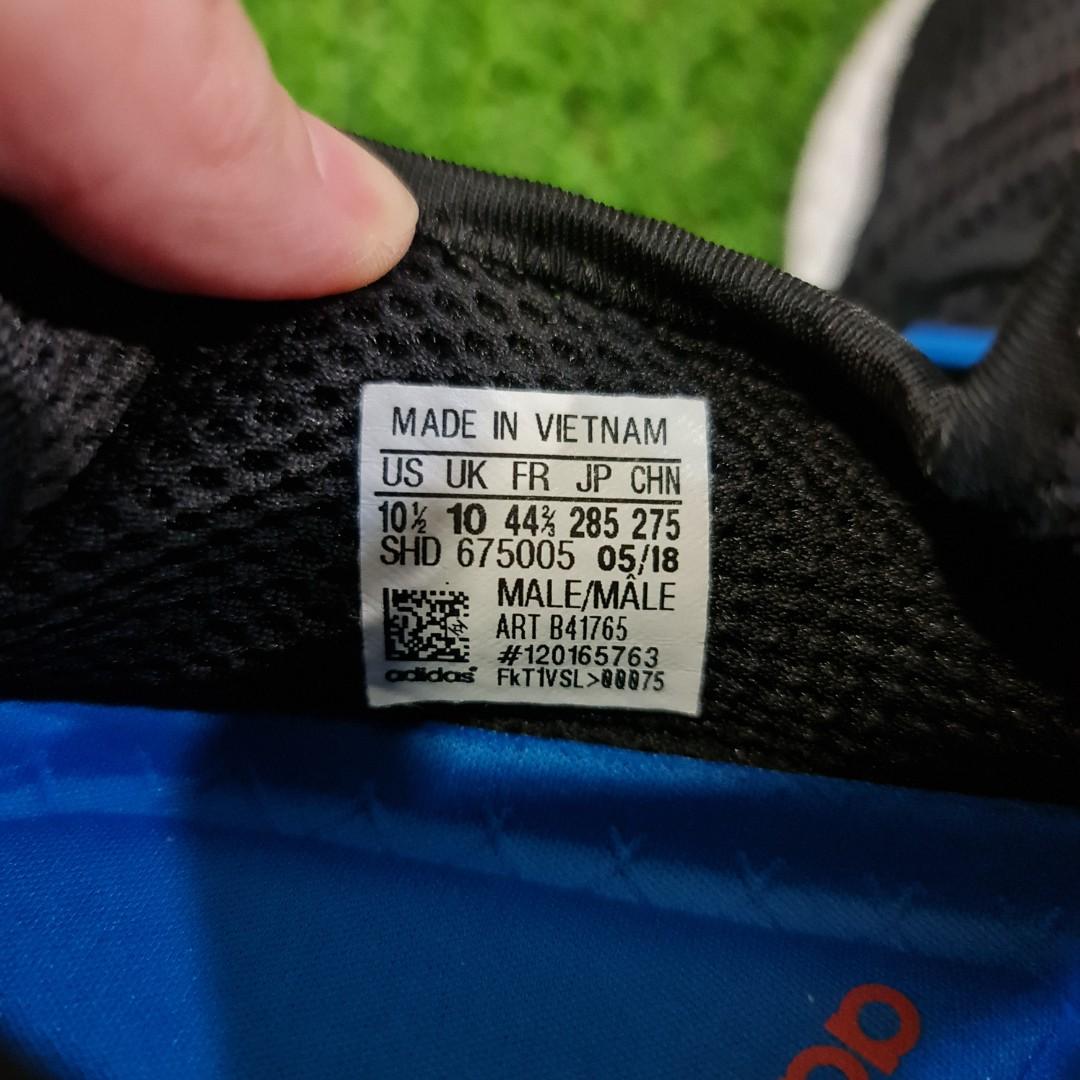 MADE IN VIETNAM
US UK FR JP CHN
10½ 10 44⅔ 285 275
SHD 675005 05/18
MALE/MÂLE
ART B41765
#120165763
adidas FkT1VSL>00075